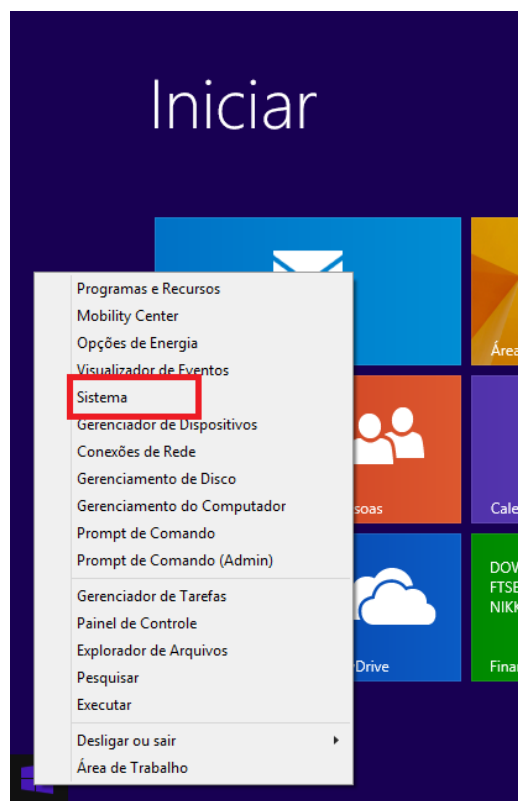 Iniciar
Programas e Recursos
Mobility Center
Opções de Energia
Visualizador de Eventos
Sistema
Gerenciador de Dispositivos
Conexões de Rede
Gerenciamento de Disco
Gerenciamento do Computador
Prompt de Comando
Prompt de Comando (Admin)
Gerenciador de Tarefas
Painel de Controle
Explorador de Arquivos
Pesquisar
Executar
Desligar ou sair
Área de Trabalho